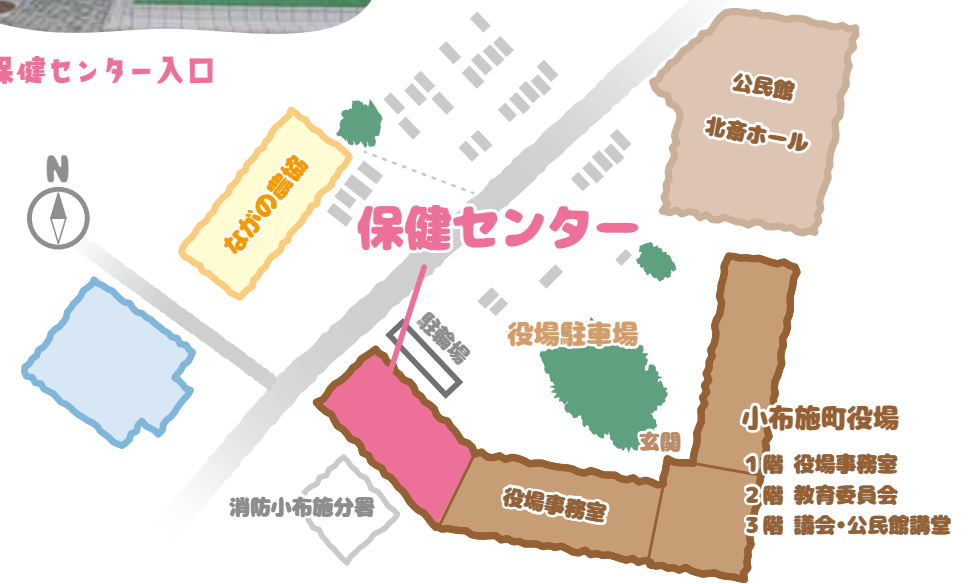 保健センター入口
公民館
北斎ホール
N
ながの農協
保健センター
駐輪場
役場駐車場
小布施町役場
玄関
1階 役場事務室
2階 教育委員会
3階 議会・公民館講堂
役場事務室
消防小布施分署